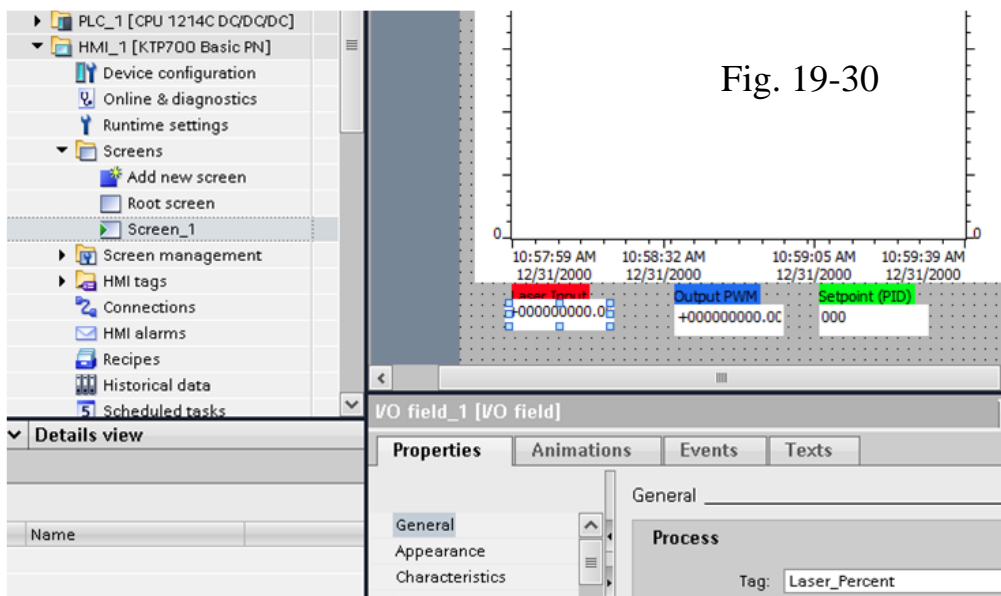 PLC_1 [CPU 1214C DC/DC/DC]
HMI_1 [KTP700 Basic PN]
Device configuration
Online & diagnostics
Runtime settings
Screens
Add new screen
Root screen
Screen_1
Screen management
HMI tags
Connections
HMI alarms
Recipes
Historical data
Scheduled tasks
Details view
Name
Fig. 19-30
0 0
10:57:59 AM 10:58:32 AM 10:59:05 AM 10:59:39 AM
12/31/2000 12/31/2000 12/31/2000 12/31/2000
Laser Input Output PWM Setpoint (PID)
+000000000.0 +000000000.00 000
I/O field_1 [I/O field]
Properties Animations Events Texts
General
Appearance
Characteristics
General
Process
Tag: Laser_Percent